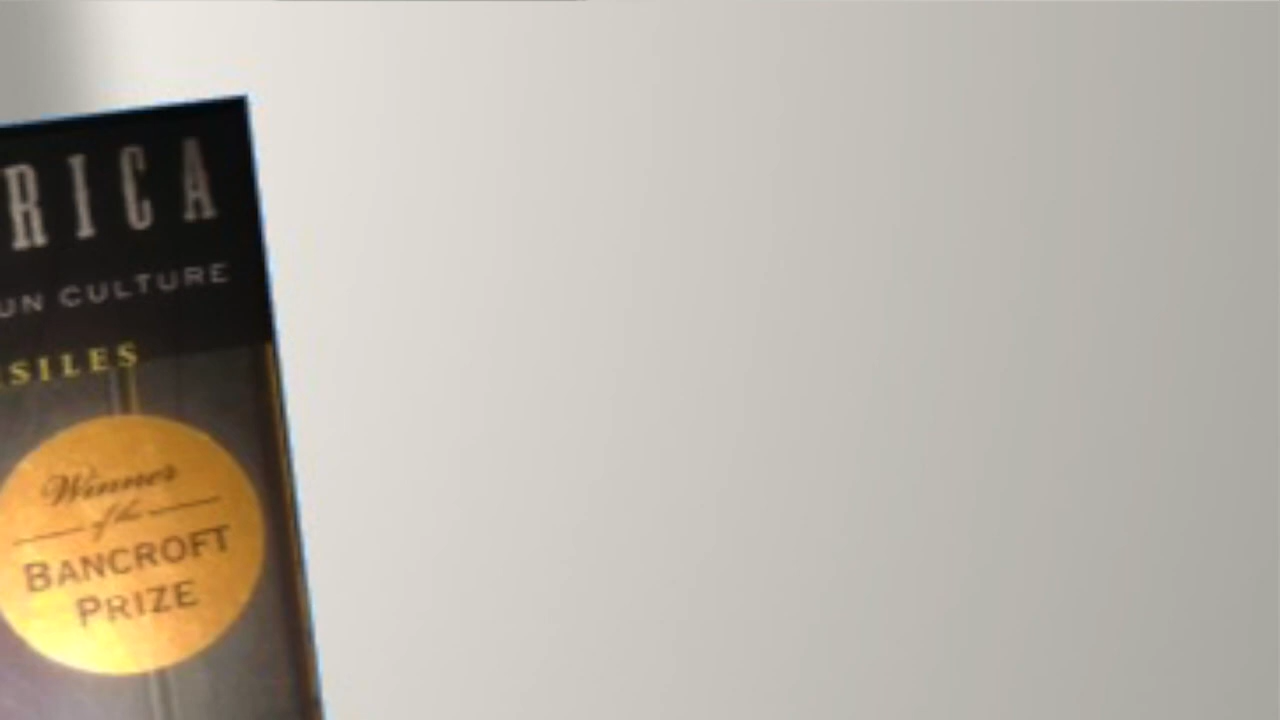 RICA
UN CULTURE
SILES
Winner
of the
BANCROFT
PRIZE